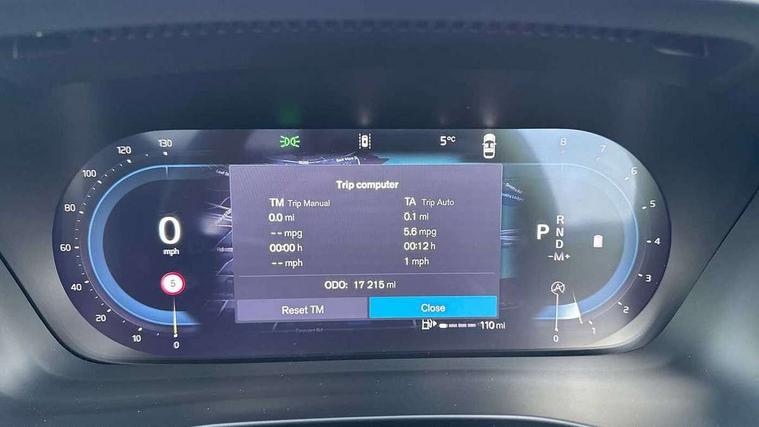 130
120
100
80
60
40
20
10
0
0
mph
5
5°C
Trip computer
TM Trip Manual
TA Trip Auto
0.0 mi
0.1 mi
-- mpg
5.6 mpg
00:00 h
00:12 h
-- mph
1 mph
ODO: 17 215 mi
Reset TM
Close
110 mi
P
R
N
D
-M+
A
8
7
6
5
4
3
2
0